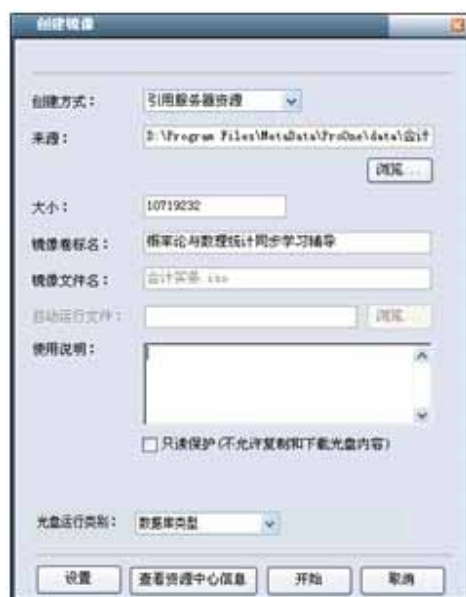 创建镜像
创建方式： 引用服务器资源
来源： D:\Program Files\MetaData\ProOne\data\会计
浏览...
大小： 10719232
镜像卷标名： 概率论与数理统计同步学习辅导
镜像文件名： 会计实务.iso
自动运行文件： 浏览...
使用说明：
只读保护(不允许复制和下载光盘内容)
光盘运行类别： 数据库类型
设置 查看资源中心信息 开始 取消